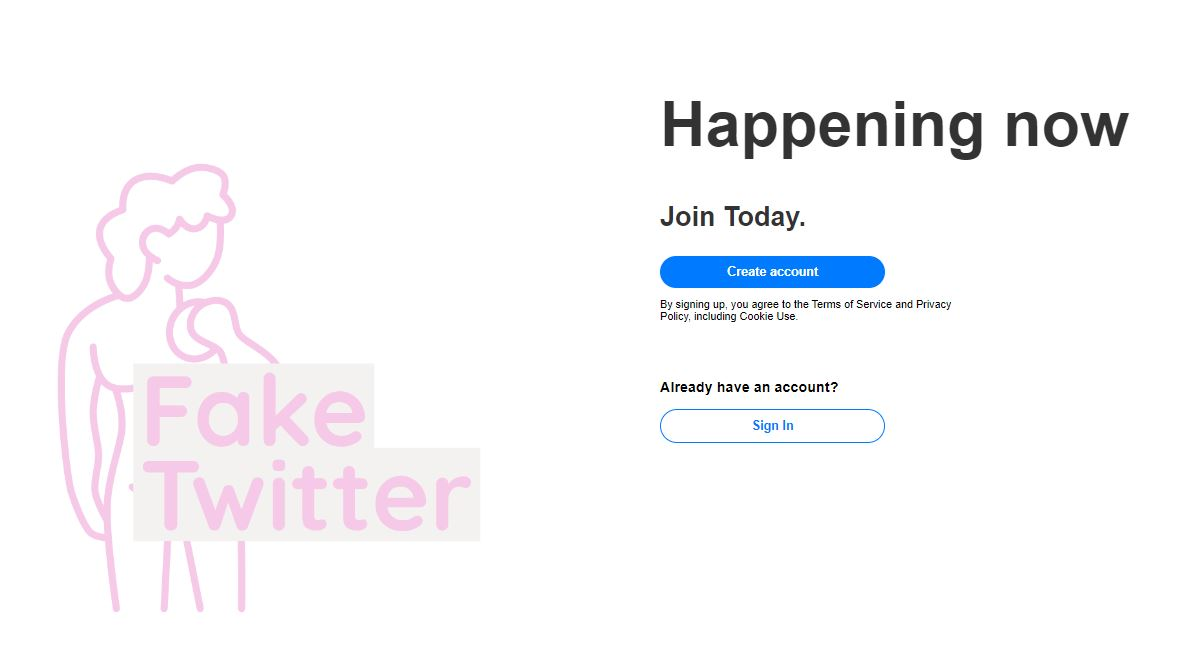 Happening now
Join Today.
Create account
By signing up, you agree to the Terms of Service and Privacy
Policy, including Cookie Use.
Already have an account?
Sign In
Fake
Twitter